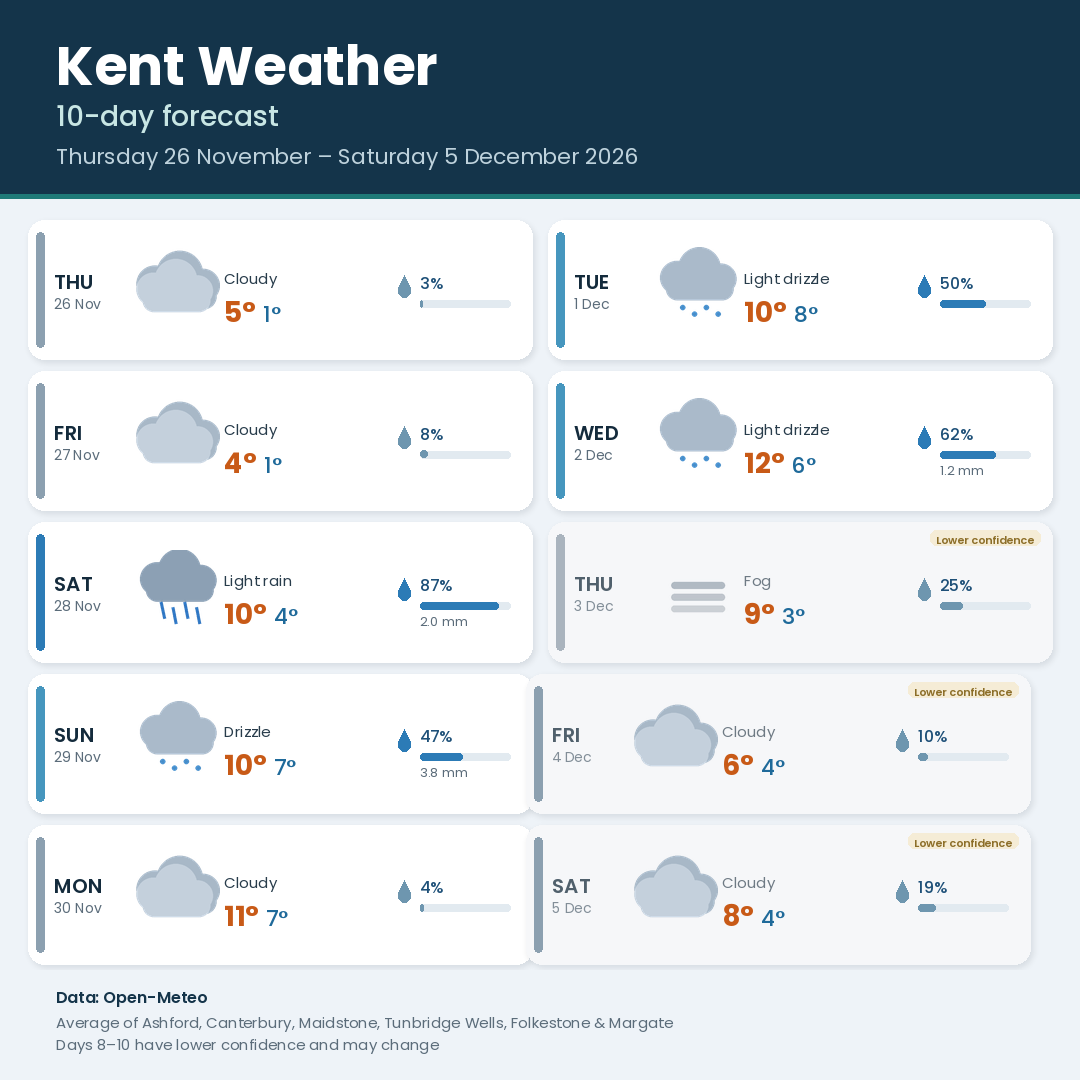 Kent Weather
10-day forecast
Thursday 26 November – Saturday 5 December 2026
THU
26 Nov
Cloudy
5° 1°
3%
FRI
27 Nov
Cloudy
4° 1°
8%
SAT
28 Nov
Light rain
10° 4°
87%
2.0 mm
SUN
29 Nov
Drizzle
10° 7°
47%
3.8 mm
MON
30 Nov
Cloudy
11° 7°
4%
TUE
1 Dec
Light drizzle
10° 8°
50%
WED
2 Dec
Light drizzle
12° 6°
62%
1.2 mm
Lower confidence
THU
3 Dec
Fog
9° 3°
25%
Lower confidence
FRI
4 Dec
Cloudy
6° 4°
10%
Lower confidence
SAT
5 Dec
Cloudy
8° 4°
19%
Data: Open-Meteo
Average of Ashford, Canterbury, Maidstone, Tunbridge Wells, Folkestone & Margate
Days 8–10 have lower confidence and may change